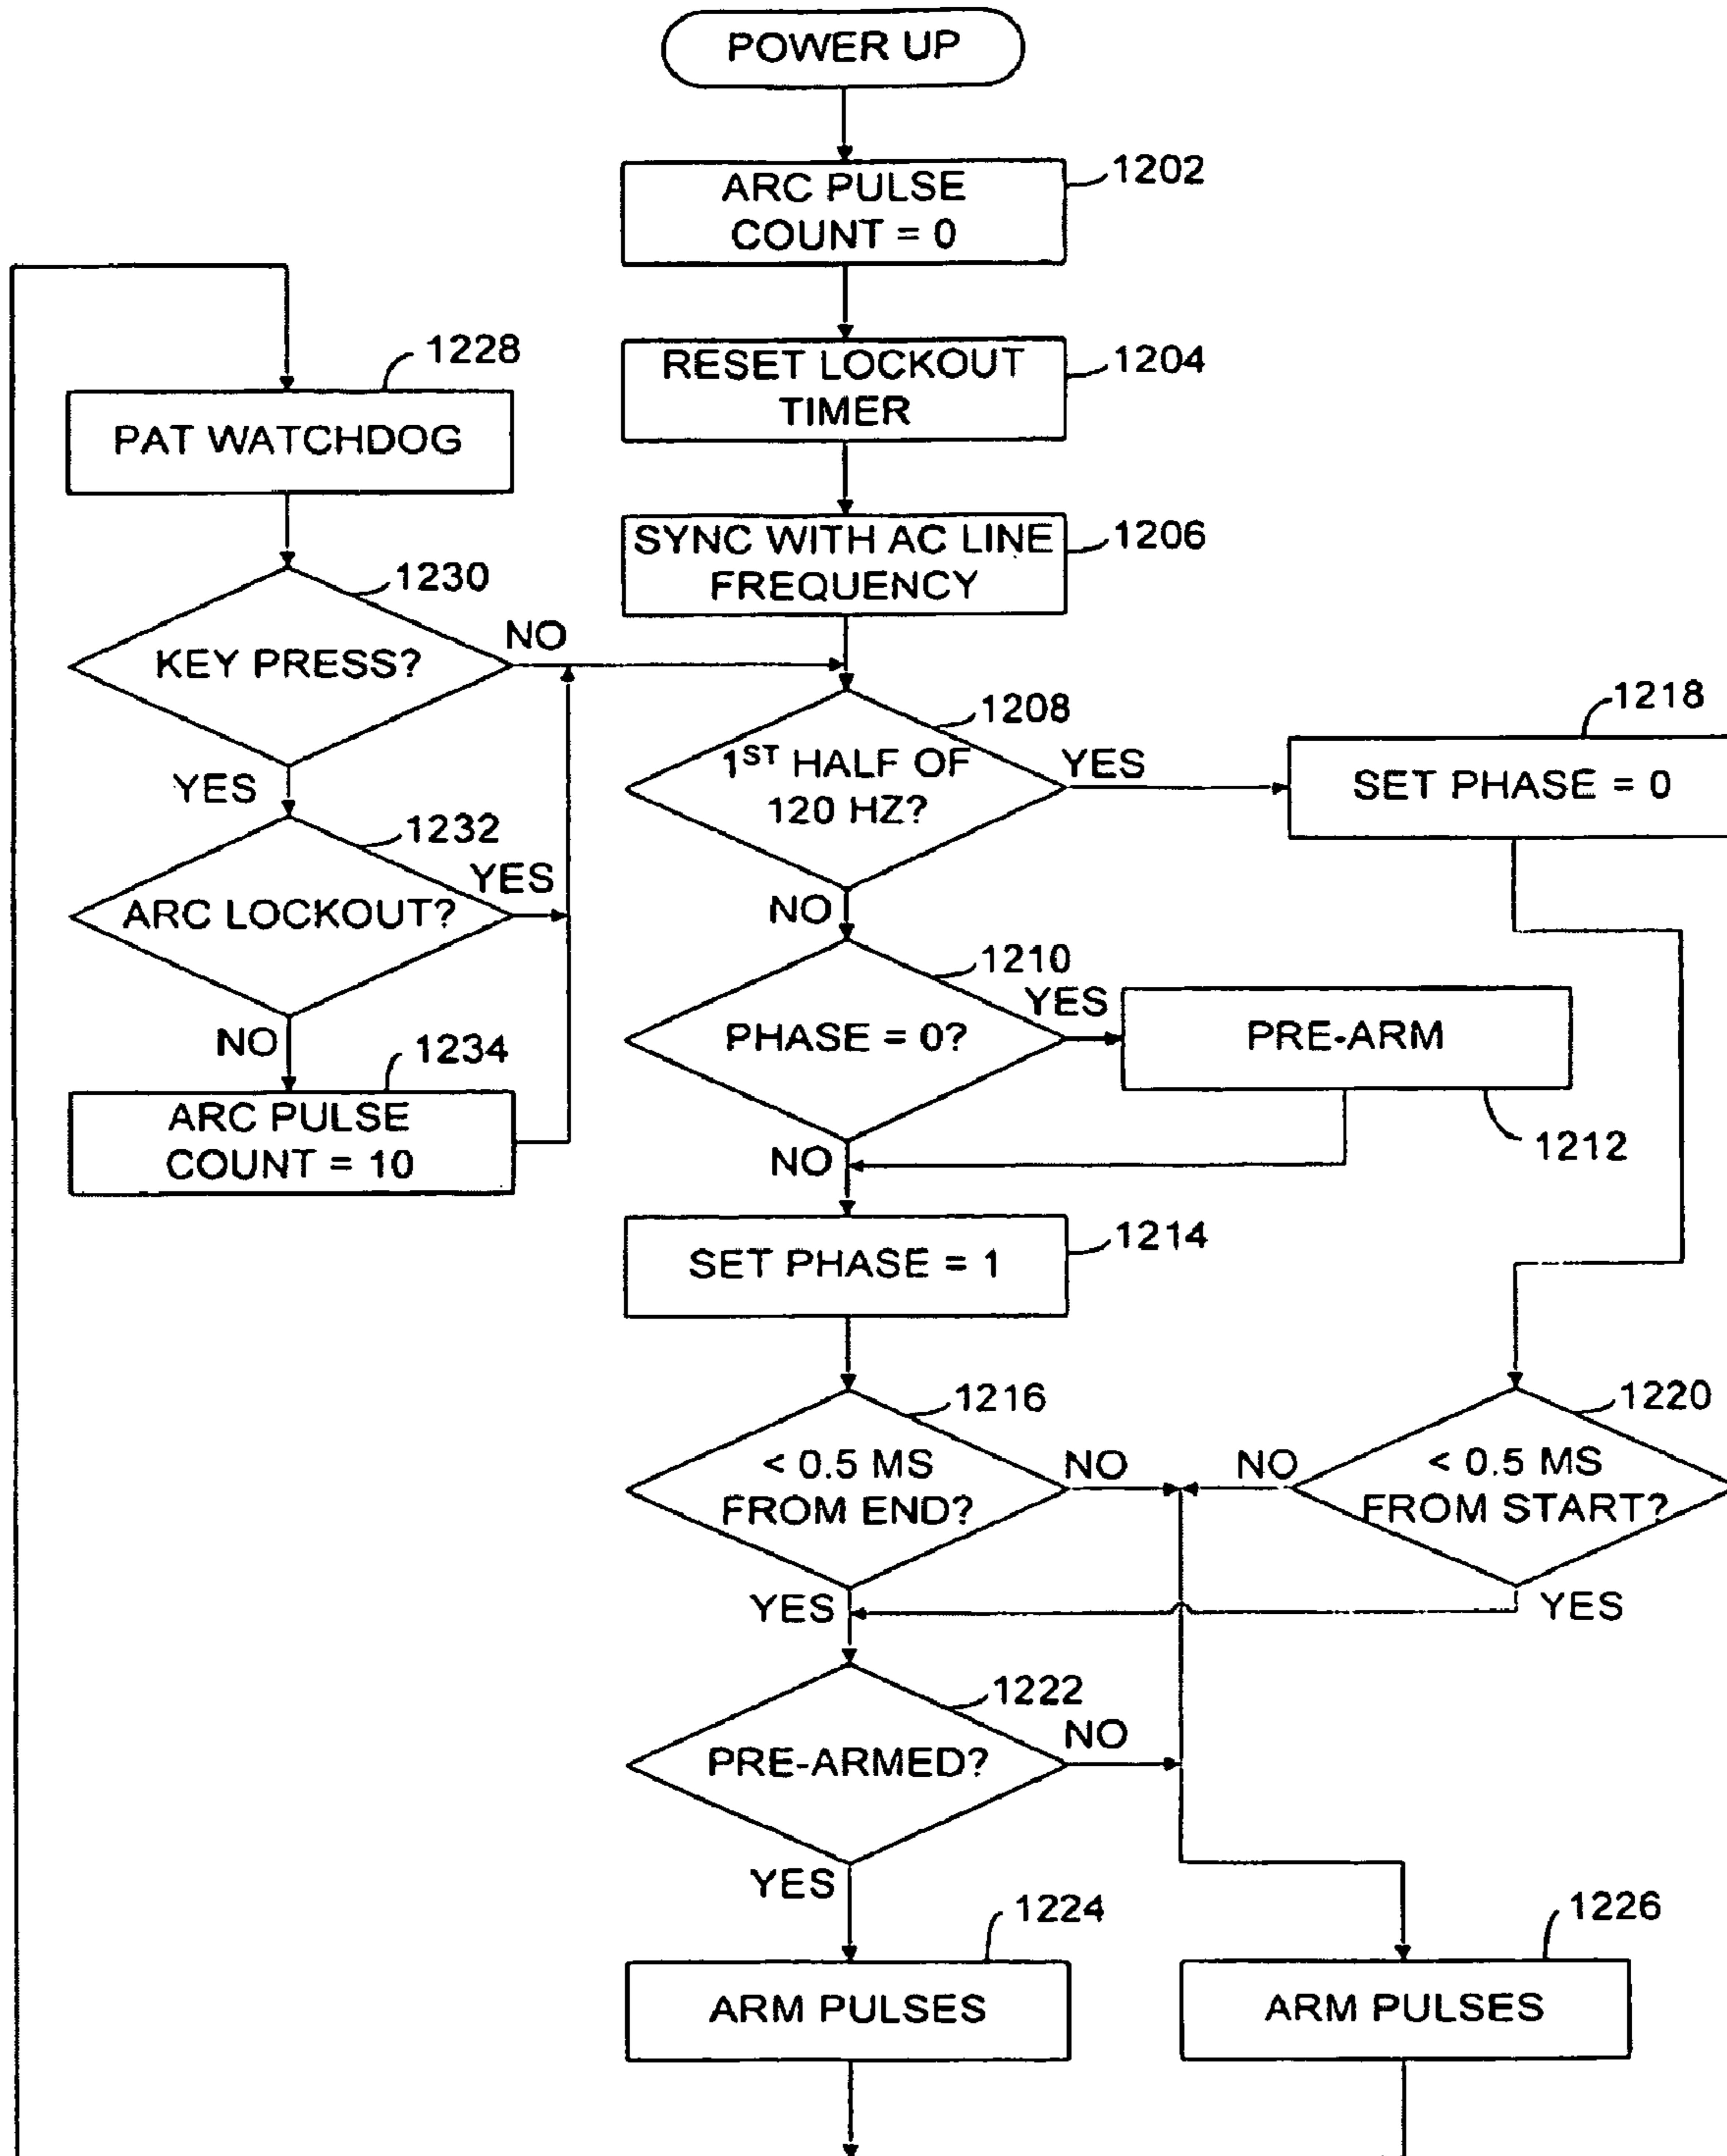 POWER UP
ARC PULSE
COUNT = 0
1202
RESET LOCKOUT
TIMER
1204
SYNC WITH AC LINE
FREQUENCY
1206
1228
PAT WATCHDOG
1230
KEY PRESS?
NO
YES
1232
ARC LOCKOUT?
YES
NO
1234
ARC PULSE
COUNT = 10
1208
1ST HALF OF
120 HZ?
YES
NO
1218
SET PHASE = 0
1210
PHASE = 0?
YES
NO
PRE-ARM
1212
SET PHASE = 1
1214
1216
< 0.5 MS
FROM END?
NO
YES
1220
< 0.5 MS
FROM START?
NO
YES
1222
PRE-ARMED?
NO
YES
1224
ARM PULSES
1226
ARM PULSES